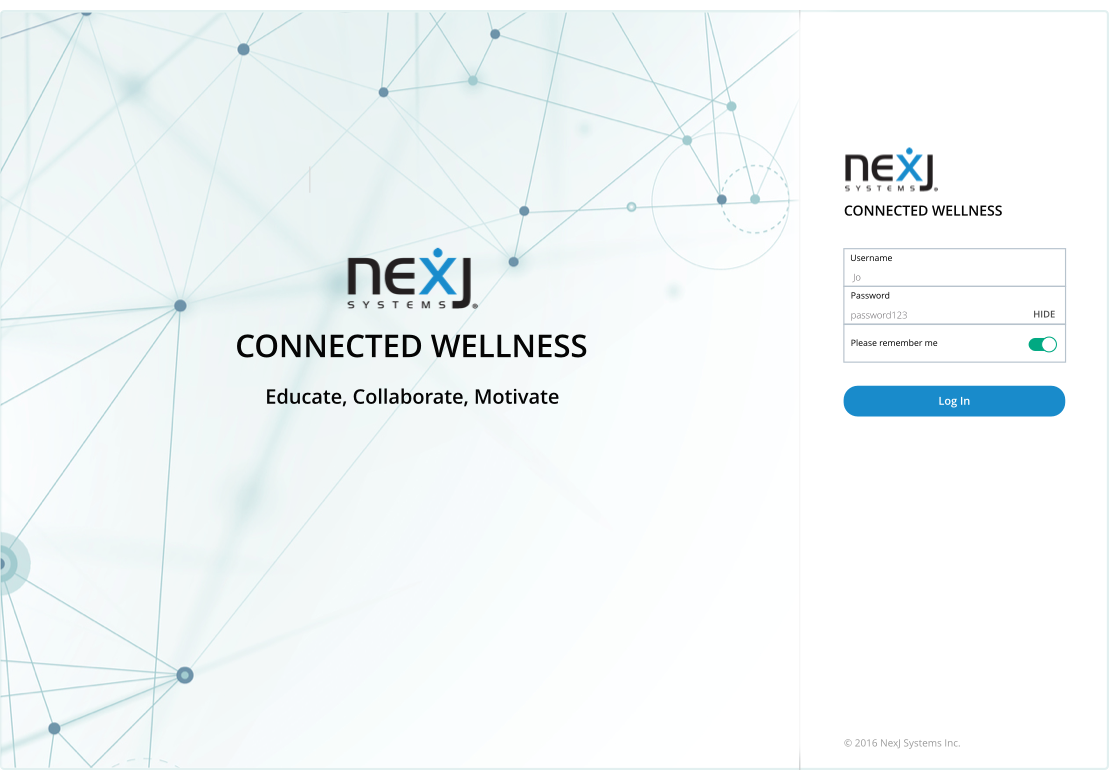 nexj
SYSTEMS®
CONNECTED WELLNESS
Educate, Collaborate, Motivate
nexj
SYSTEMS®
CONNECTED WELLNESS
Username
Jo
Password
password123 HIDE
Please remember me
Log In
© 2016 NexJ Systems Inc.